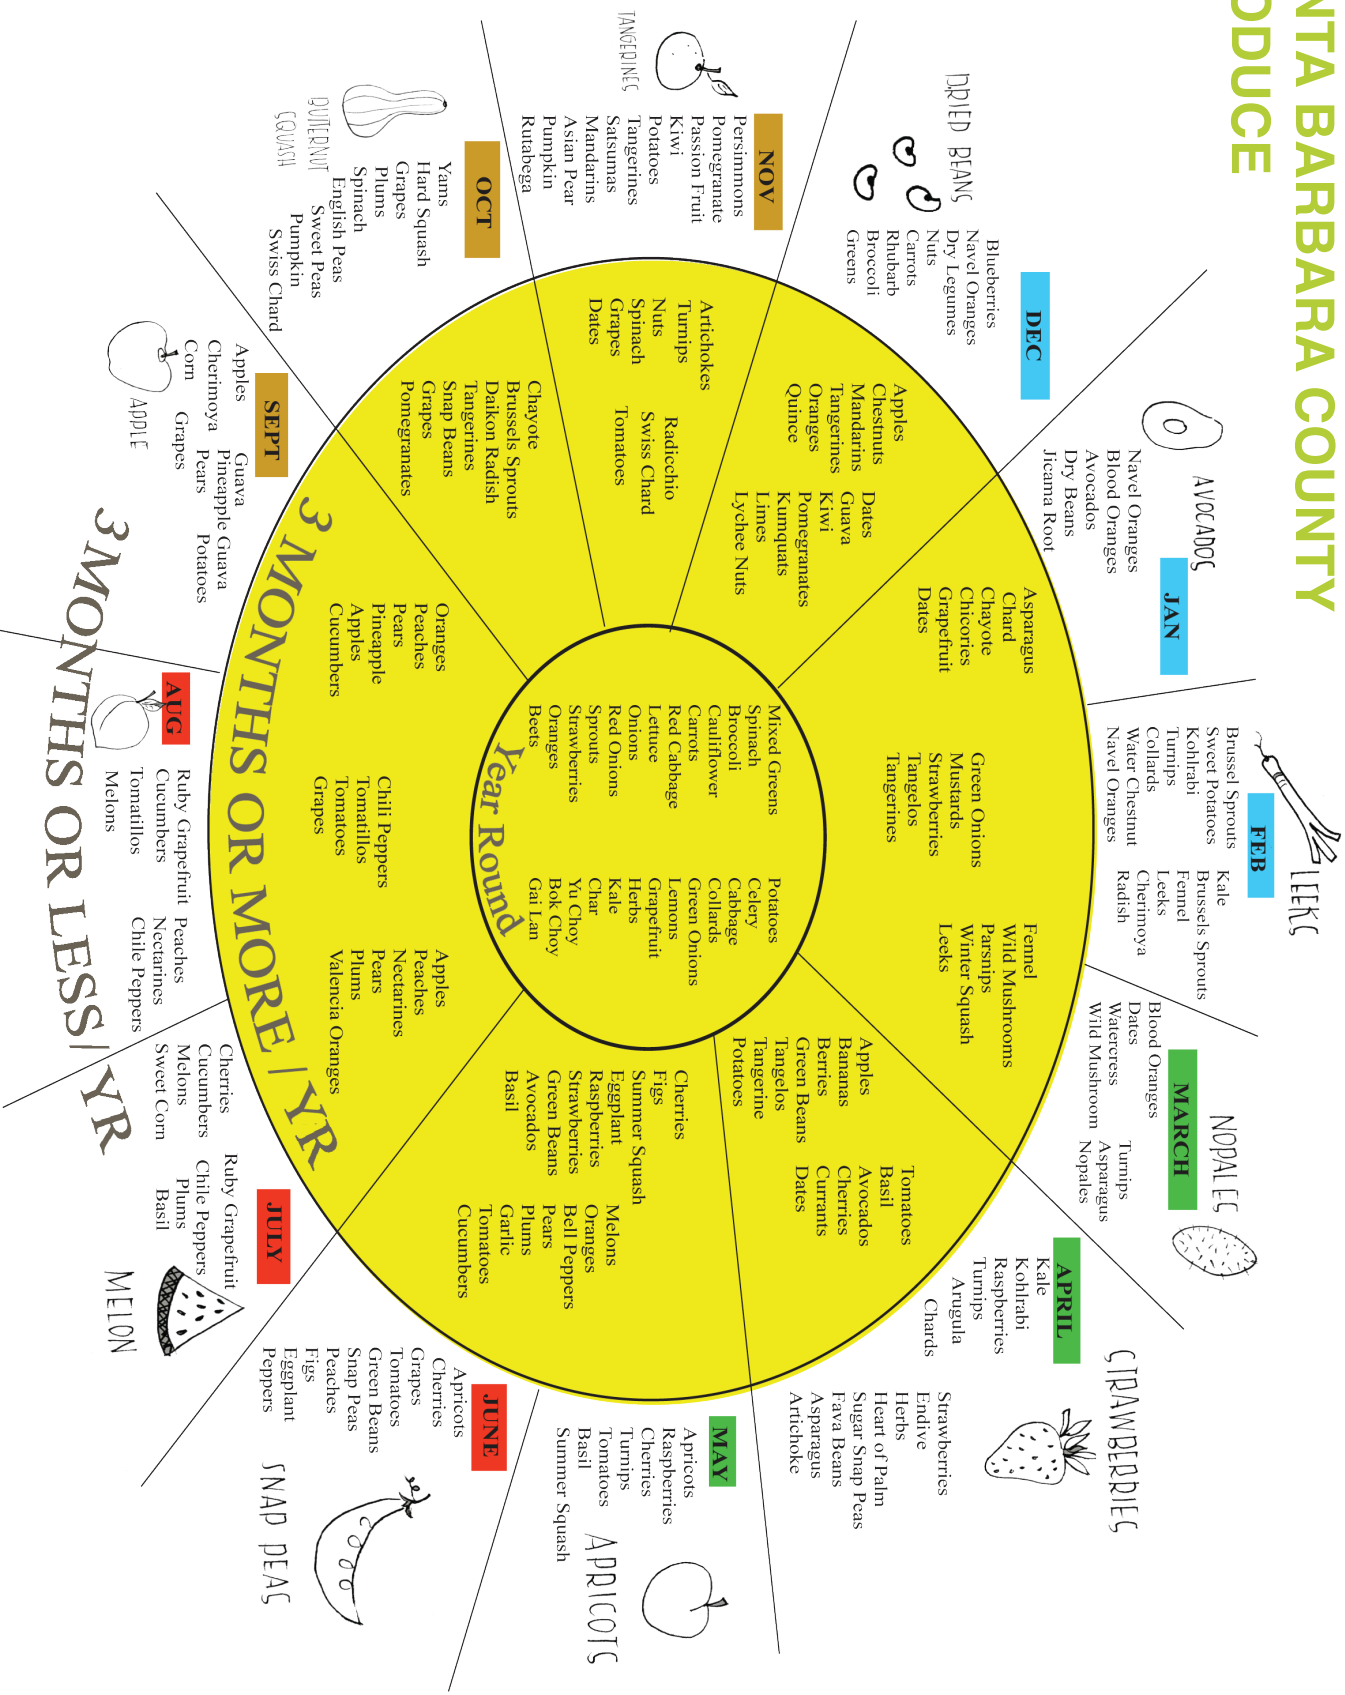 NTA BARBARA COUNTY
ODUCE
DEC
Blueberries
Navel Oranges
Dry Legumes
Nuts
Carrots
Rhubarb
Broccoli
Greens
DRIED BEANS
JAN
Navel Oranges
Blood Oranges
Avocados
Dry Beans
Jicama Root
AVOCADOS
FEB
Brussel Sprouts
Sweet Potatoes
Kohlrabi
Turnips
Collards
Water Chestnut
Navel Oranges
Kale
Brussels Sprouts
Fennel
Leeks
Cherimoya
Radish
LEEKS
MARCH
Blood Oranges
Dates
Watercress
Wild Mushroom
Turnips
Asparagus
Nopales
NOPALES
APRIL
Kale
Kohlrabi
Raspberries
Turnips
Arugula
Chards
Strawberries
Endive
Herbs
Heart of Palm
Sugar Snap Peas
Fava Beans
Asparagus
Artichoke
STRAWBERRIES
MAY
Apricots
Raspberries
Cherries
Turnips
Tomatoes
Basil
Summer Squash
APRICOTS
JUNE
Apricots
Cherries
Grapes
Tomatoes
Green Beans
Snap Peas
Peaches
Figs
Eggplant
Peppers
SNAP PEAS
JULY
Cherries
Cucumbers
Melons
Sweet Corn
Ruby Grapefruit
Chile Peppers
Plums
Basil
MELON
AUG
Ruby Grapefruit
Cucumbers
Tomatillos
Melons
Peaches
Nectarines
Chile Peppers
SEPT
Apples
Cherimoya
Corn
Grapes
Guava
Pineapple Guava
Pears
Potatoes
APPLE
OCT
Yams
Hard Squash
Grapes
Plums
Spinach
English Peas
Sweet Peas
Pumpkin
Swiss Chard
BUTTERNUT
SQUASH
NOV
Persimmons
Pomegranate
Passion Fruit
Kiwi
Potatoes
Tangerines
Satsumas
Mandarins
Asian Pear
Pumpkin
Rutabega
TANGERINES
Artichokes
Turnips
Nuts
Spinach
Grapes
Dates
Radicchio
Swiss Chard
Tomatoes
Apples
Chestnuts
Mandarins
Tangerines
Oranges
Quince
Dates
Guava
Kiwi
Pomegranates
Kumquats
Limes
Lychee Nuts
Asparagus
Chard
Chayote
Chicories
Grapefruit
Dates
Green Onions
Mustards
Strawberries
Tangelos
Tangerines
Fennel
Wild Mushrooms
Parsnips
Winter Squash
Leeks
Apples
Bananas
Berries
Green Beans
Tangelos
Tangerine
Potatoes
Tomatoes
Basil
Avocados
Cherries
Currants
Dates
Cherries
Figs
Summer Squash
Eggplant
Raspberries
Strawberries
Green Beans
Avocados
Basil
Melons
Oranges
Bell Peppers
Pears
Plums
Garlic
Tomatoes
Cucumbers
Oranges
Peaches
Pears
Pineapple
Apples
Cucumbers
Chili Peppers
Tomatillos
Tomatoes
Grapes
Apples
Peaches
Nectarines
Pears
Plums
Valencia Oranges
Chayote
Brussels Sprouts
Daikon Radish
Tangerines
Snap Beans
Grapes
Pomegranates
Mixed Greens
Spinach
Broccoli
Cauliflower
Carrots
Red Cabbage
Lettuce
Onions
Red Onions
Sprouts
Strawberries
Oranges
Beets
Potatoes
Celery
Cabbage
Collards
Green Onions
Lemons
Grapefruit
Herbs
Kale
Char
Yu Choy
Bok Choy
Gai Lan
Year Round
3 MONTHS OR MORE / YR
3 MONTHS OR LESS/ YR